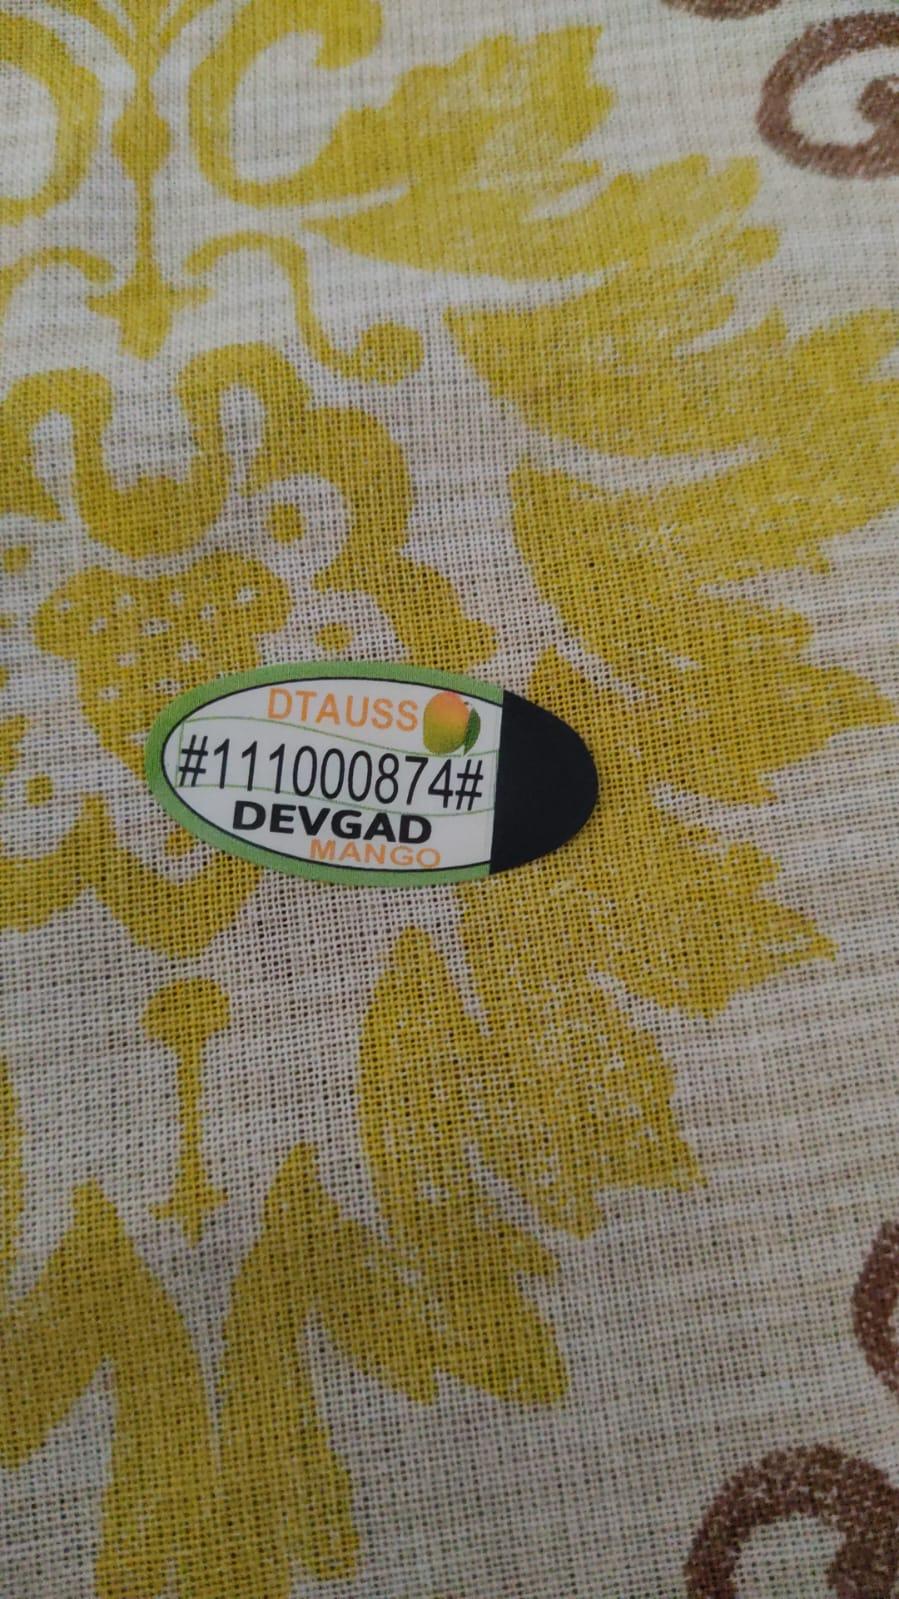 DTAUSS
#111000874#
DEVGAD
MANGO